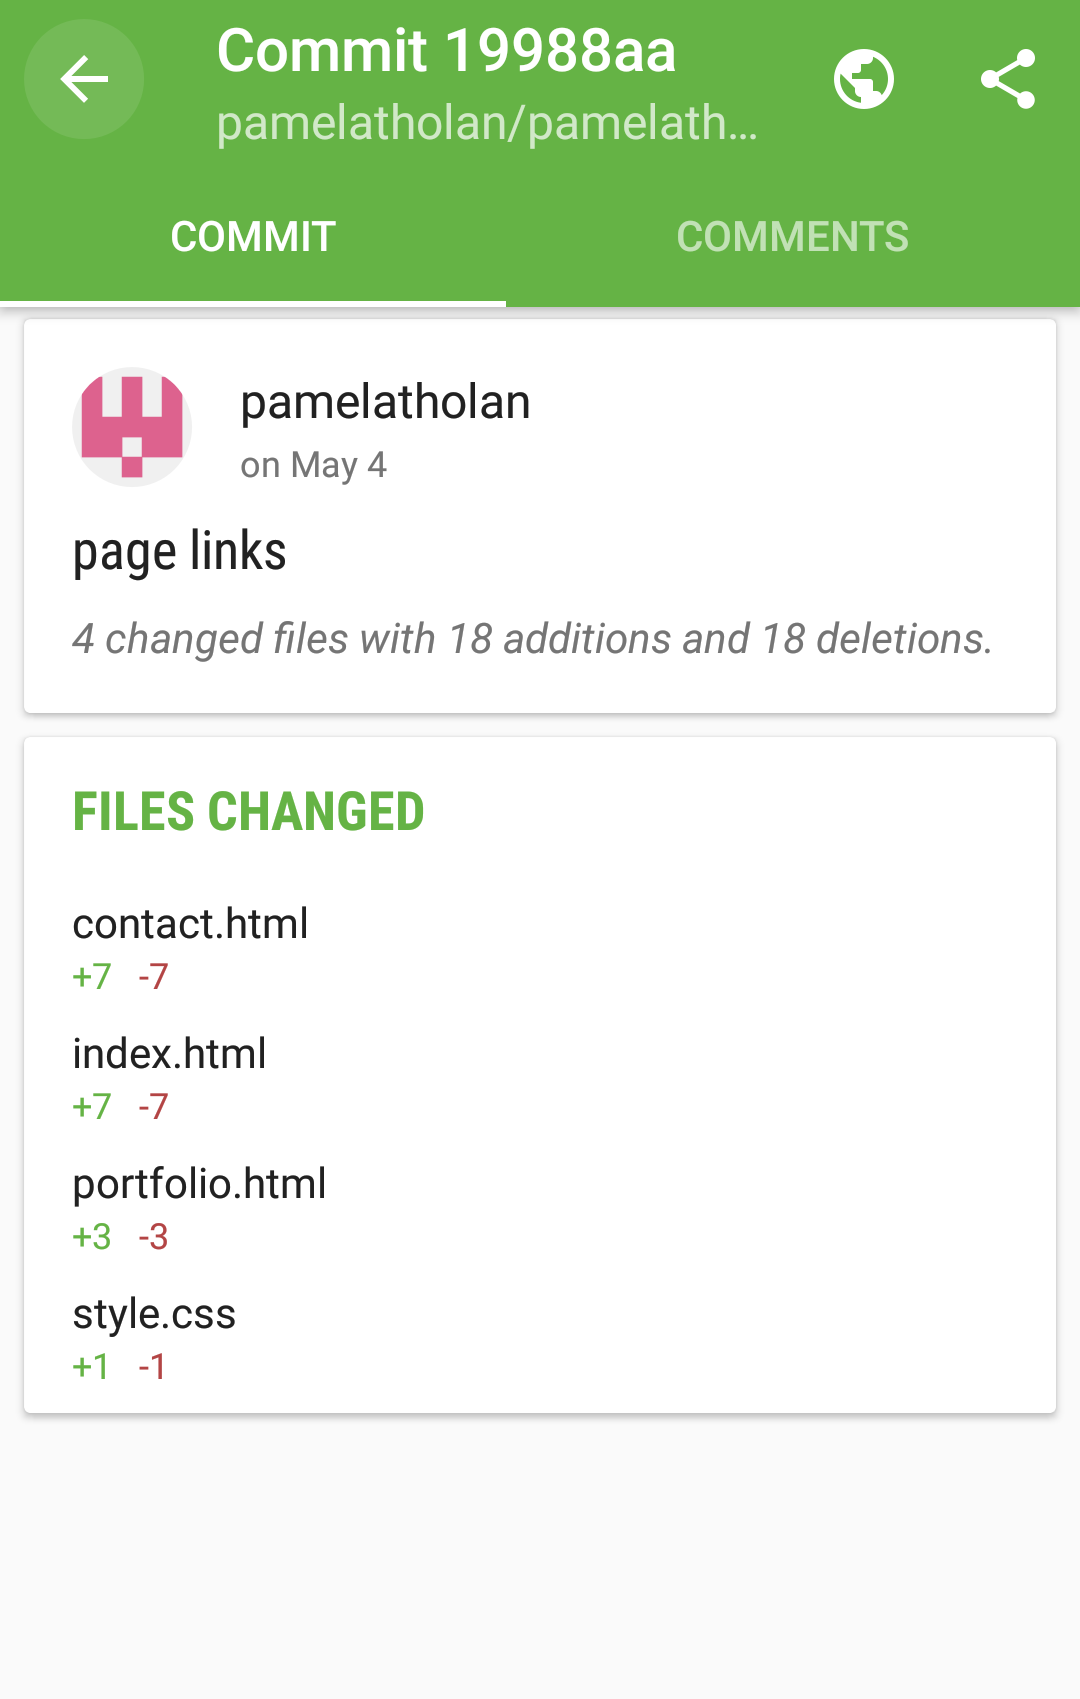 Commit 19988aa
pamelatholan/pamelath...
COMMIT COMMENTS
pamelatholan
on May 4
page links
4 changed files with 18 additions and 18 deletions.
FILES CHANGED
contact.html
+7 -7
index.html
+7 -7
portfolio.html
+3 -3
style.css
+1 -1